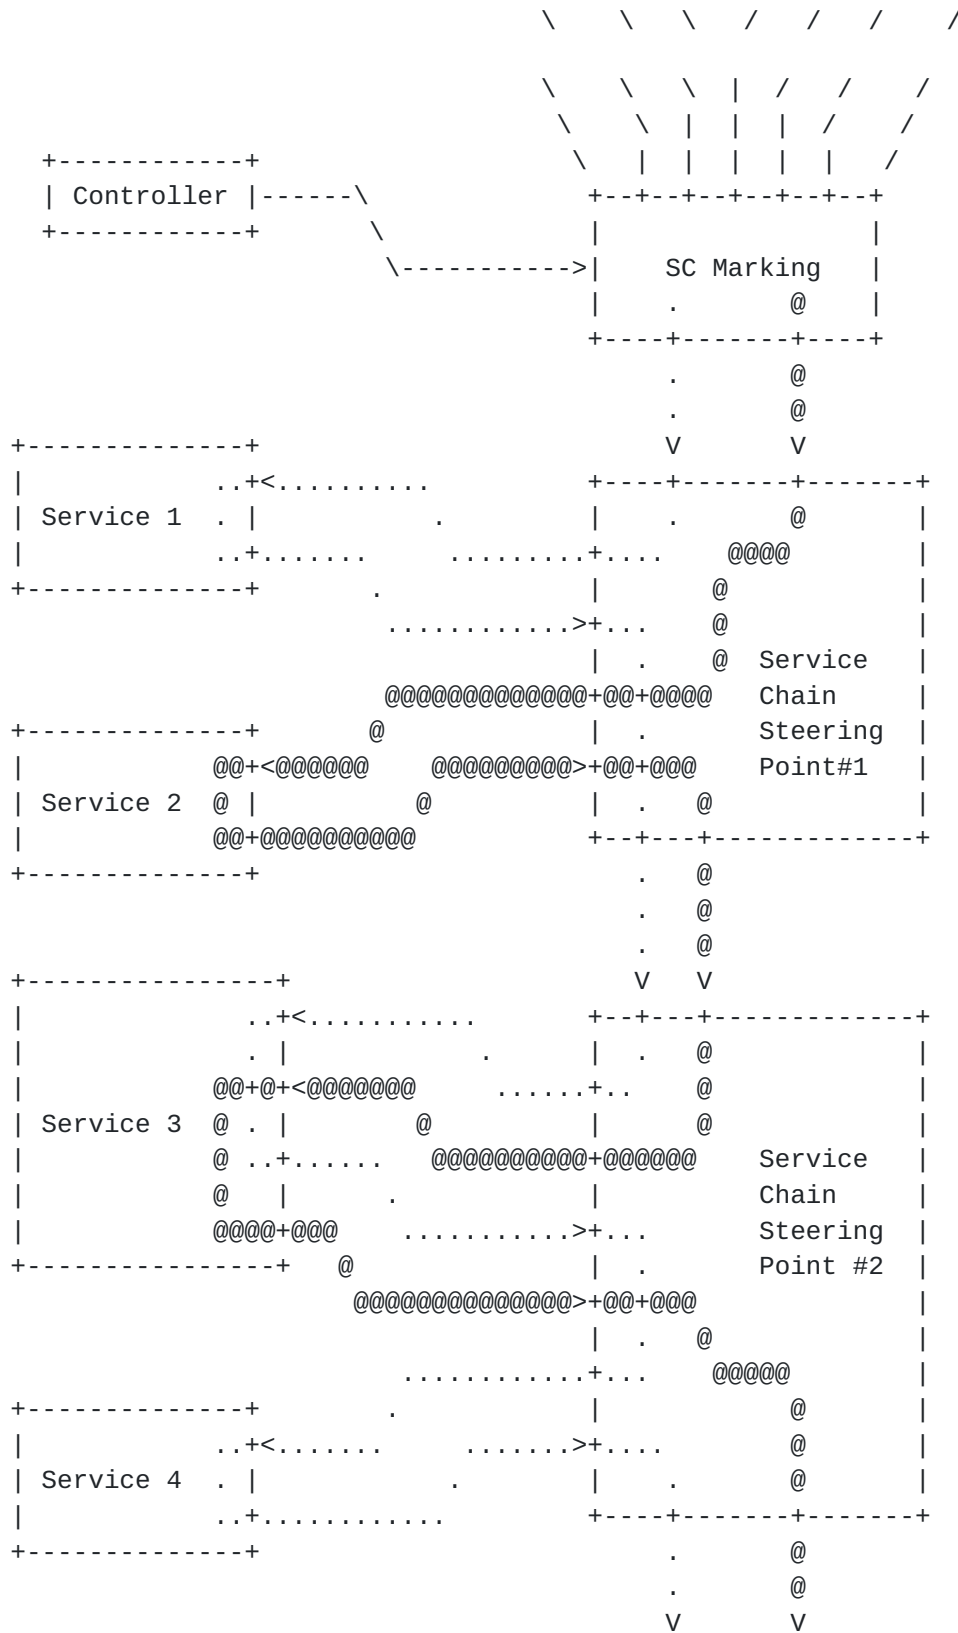 Controller
SC Marking
Service 1
Service
Chain
Steering
Point#1
Service 2
Service 3
Service
Chain
Steering
Point #2
Service 4